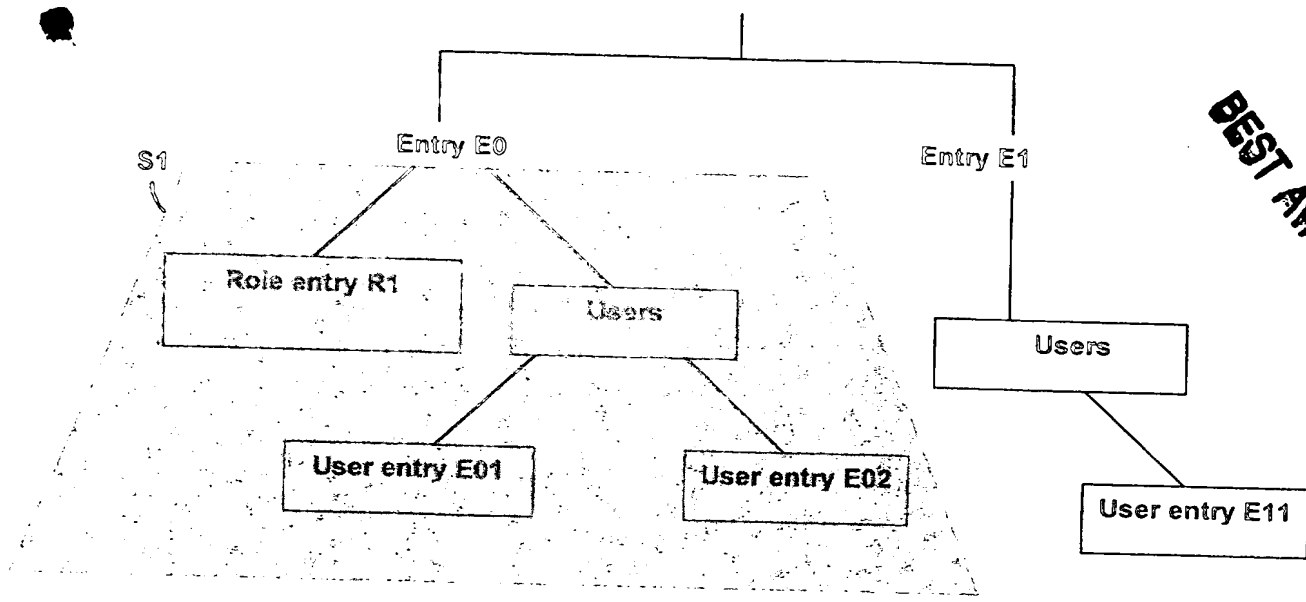 Entry E0
S1
Entry E1
BEST
Role entry R1
Users
Users
User entry E01
User entry E02
User entry E11